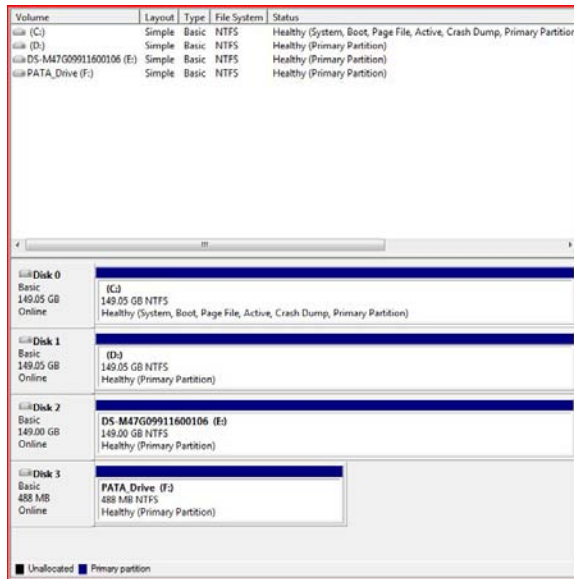 Volume Layout Type File System Status
(C:) Simple Basic NTFS Healthy (System, Boot, Page File, Active, Crash Dump, Primary Partition
(D:) Simple Basic NTFS Healthy (Primary Partition)
DS-M47G09911600106 (E:) Simple Basic NTFS Healthy (Primary Partition)
PATA_Drive (F:) Simple Basic NTFS Healthy (Primary Partition)
Disk 0
Basic
149.05 GB
Online
(C:)
149.05 GB NTFS
Healthy (System, Boot, Page File, Active, Crash Dump, Primary Partition)
Disk 1
Basic
149.05 GB
Online
(D:)
149.05 GB NTFS
Healthy (Primary Partition)
Disk 2
Basic
149.00 GB
Online
DS-M47G09911600106 (E:)
149.00 GB NTFS
Healthy (Primary Partition)
Disk 3
Basic
488 MB
Online
PATA_Drive (F:)
488 MB NTFS
Healthy (Primary Partition)
Unallocated Primary partition